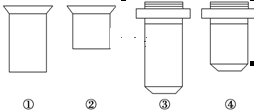 ① ② ③ ④